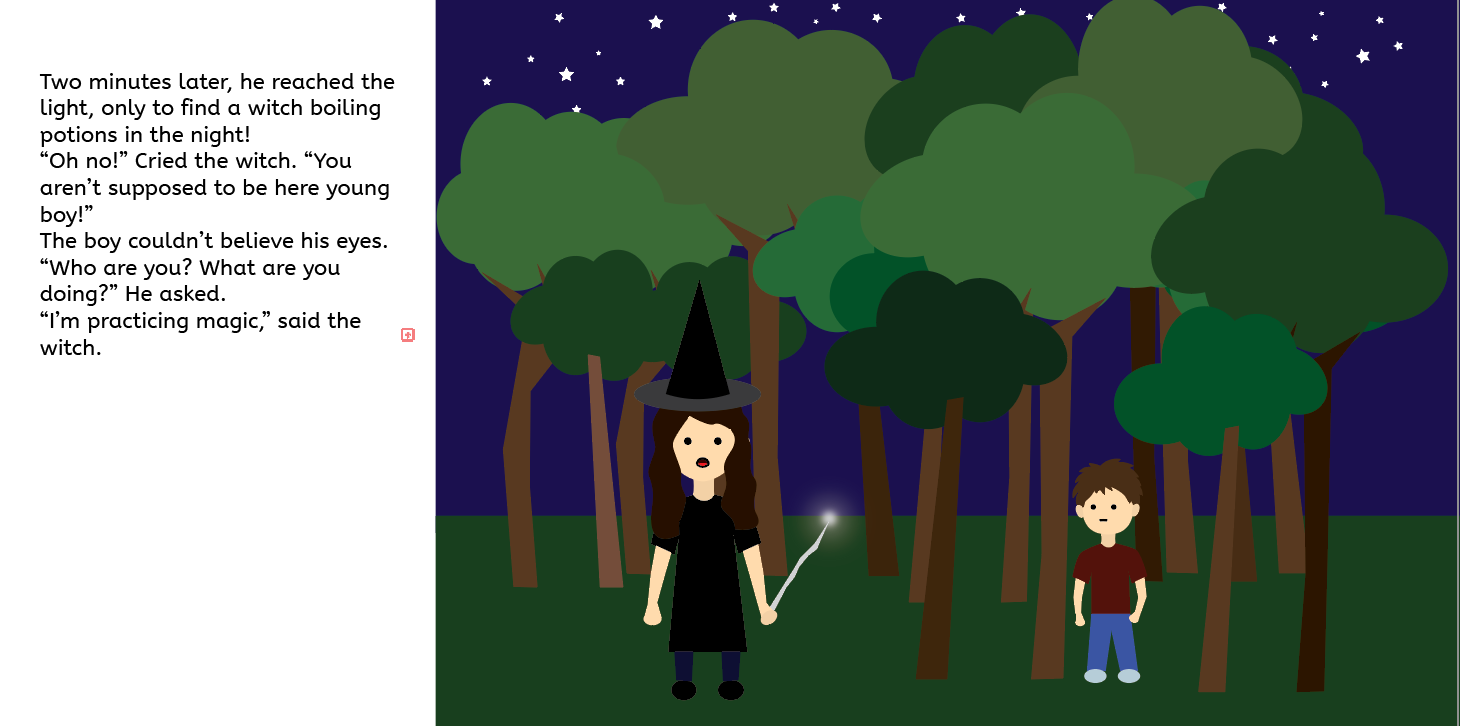 Two minutes later, he reached the
light, only to find a witch boiling
potions in the night!
“Oh no!” Cried the witch. “You
aren’t supposed to be here young
boy!”
The boy couldn’t believe his eyes.
“Who are you? What are you
doing?” He asked.
“I’m practicing magic,” said the
witch.